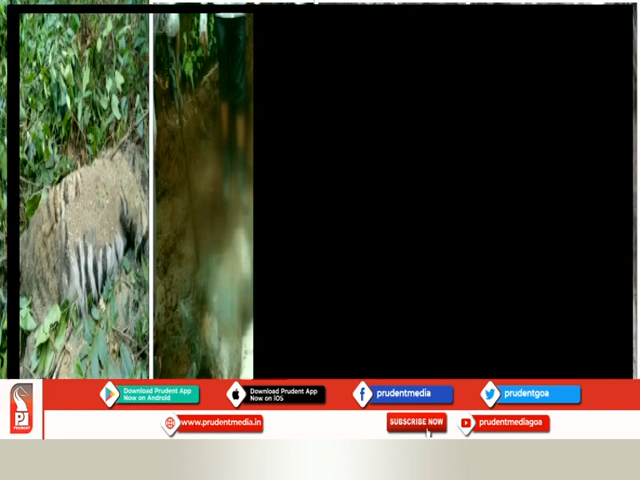 Download Prudent App
Now on Android
Download Prudent App
Now on iOS
f prudentmedia
prudentgoa
PRUDENT
www.prudentmedia.in
SUBSCRIBE NOW
prudentmediagoa